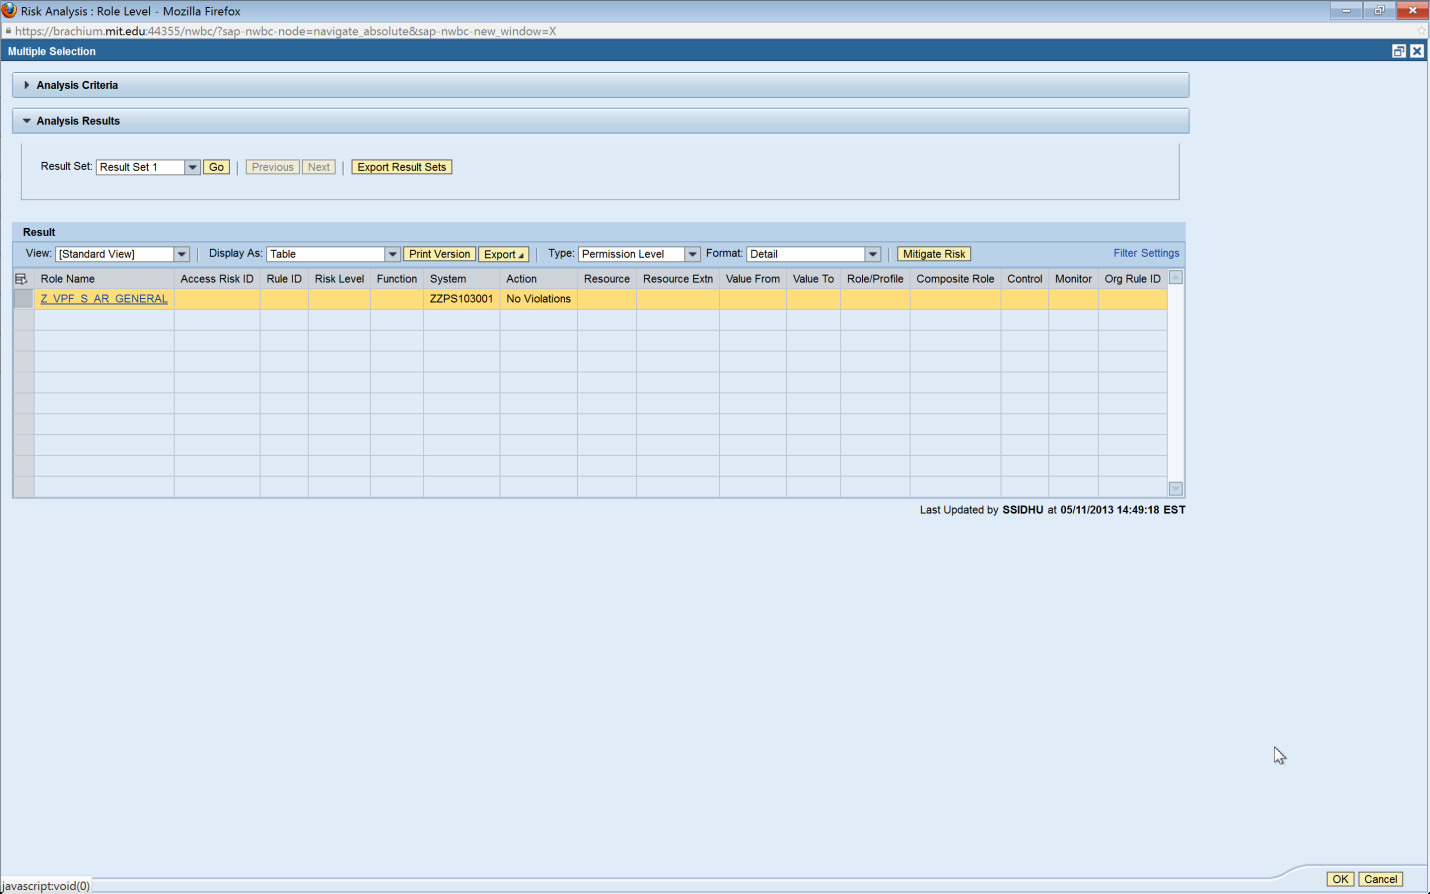 Risk Analysis : Role Level - Mozilla Firefox
https://brachium.mit.edu:44355/nwbc/?sap-nwbc-node=navigate_absolute&sap-nwbc-new_window=X
Multiple Selection
Analysis Criteria
Analysis Results
Result Set: Result Set 1 Go Previous Next Export Result Sets
Result
View: [Standard View] Display As: Table Print Version Export Type: Permission Level Format: Detail Mitigate Risk Filter Settings
Role Name Access Risk ID Rule ID Risk Level Function System Action Resource Resource Extn Value From Value To Role/Profile Composite Role Control Monitor Org Rule ID
Z_VPF_S_AR_GENERAL ZZPS103001 No Violations
Last Updated by SSIDHU at 05/11/2013 14:49:18 EST
OK Cancel
javascript:void(0)